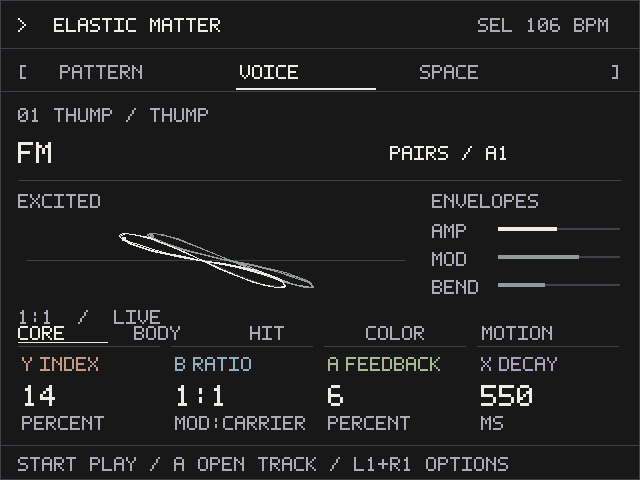 > ELASTIC MATTER SEL 106 BPM
[ PATTERN VOICE SPACE ]
01 THUMP / THUMP
FM PAIRS / A1
EXCITED ENVELOPES
AMP
MOD
BEND
1:1 / LIVE
CORE BODY HIT COLOR MOTION
Y INDEX B RATIO A FEEDBACK X DECAY
14 1:1 6 550
PERCENT MOD:CARRIER PERCENT MS
START PLAY / A OPEN TRACK / L1+R1 OPTIONS